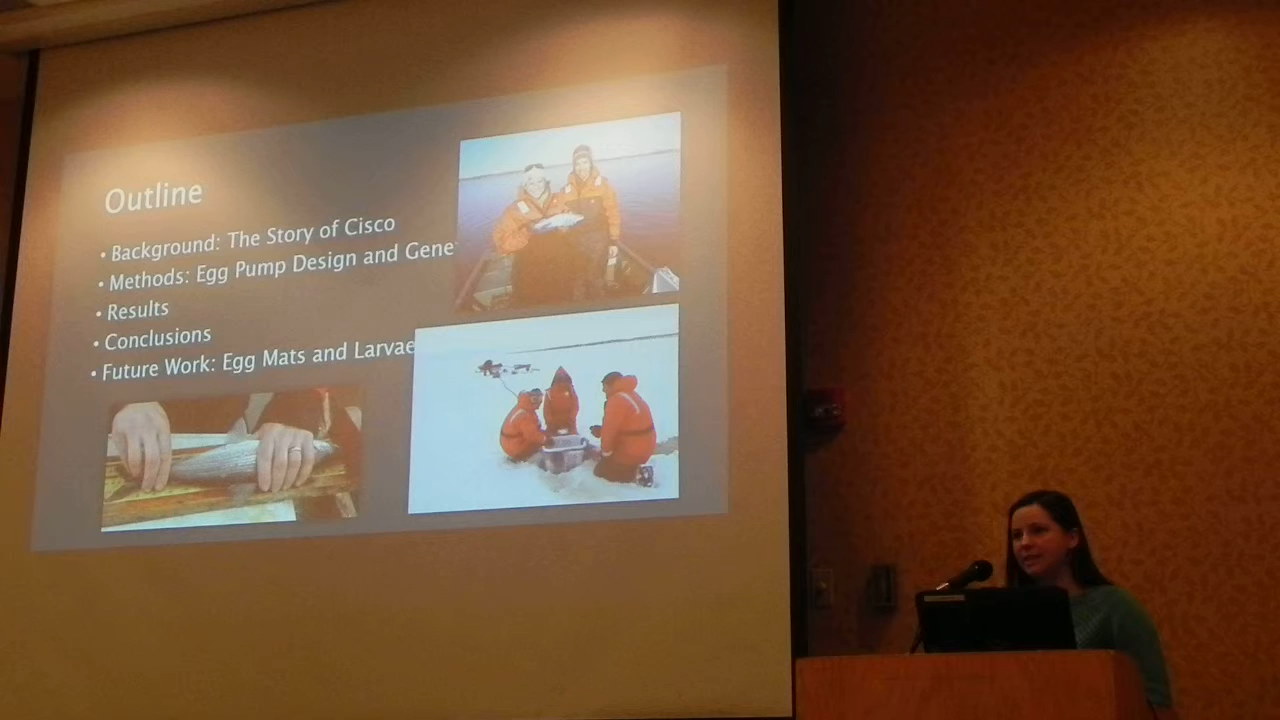 Outline
• Background: The Story of Cisco
• Methods: Egg Pump Design and Gene
• Results
• Conclusions
• Future Work: Egg Mats and Larvae